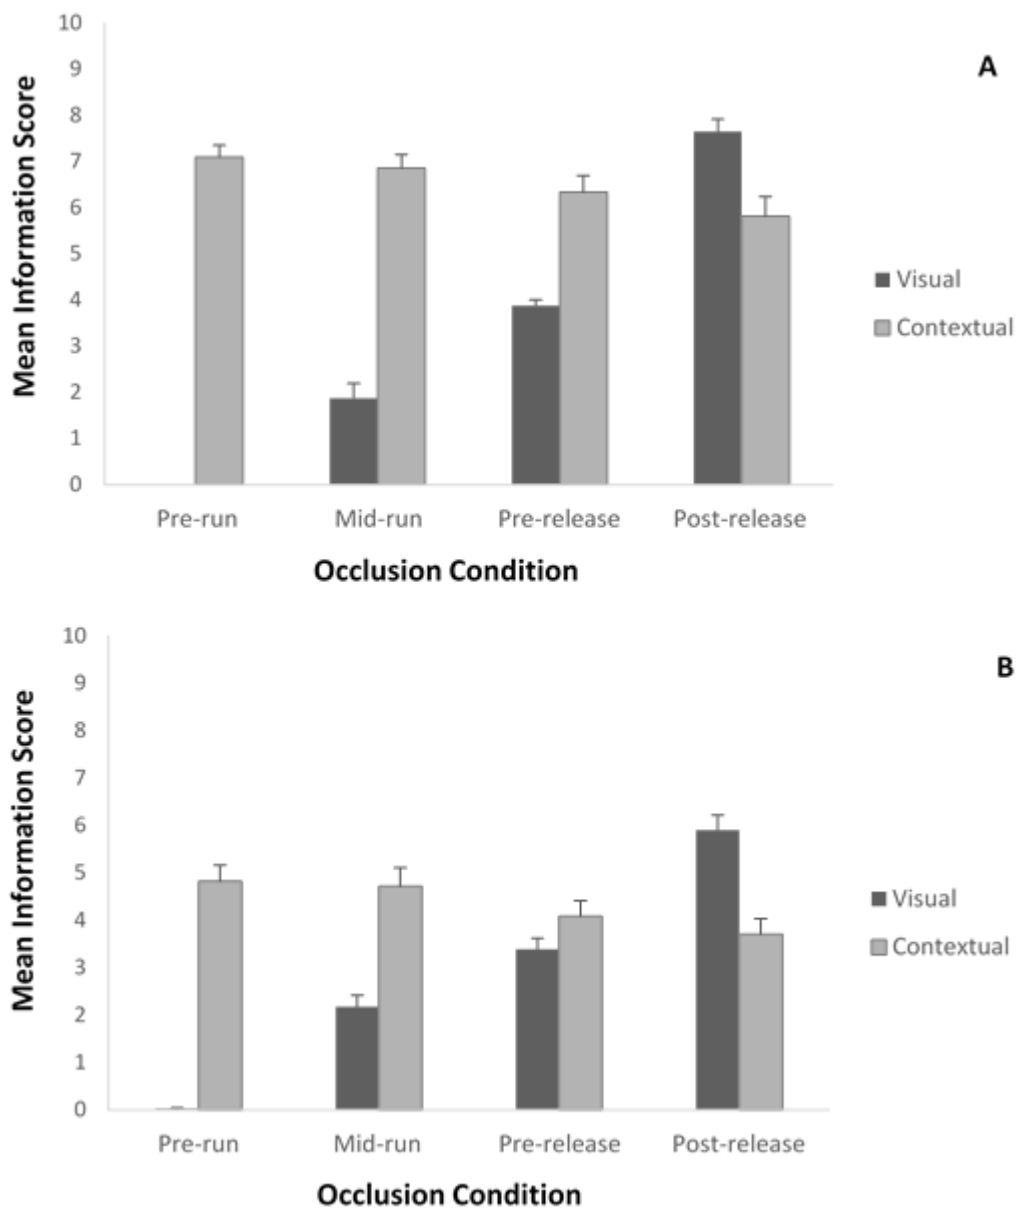 10
9
8
7
6
5
4
3
2
1
0
Mean Information Score
A
Visual
Contextual
Pre-run Mid-run Pre-release Post-release
Occlusion Condition
10
9
8
7
6
5
4
3
2
1
0
Mean Information Score
B
Visual
Contextual
Pre-run Mid-run Pre-release Post-release
Occlusion Condition